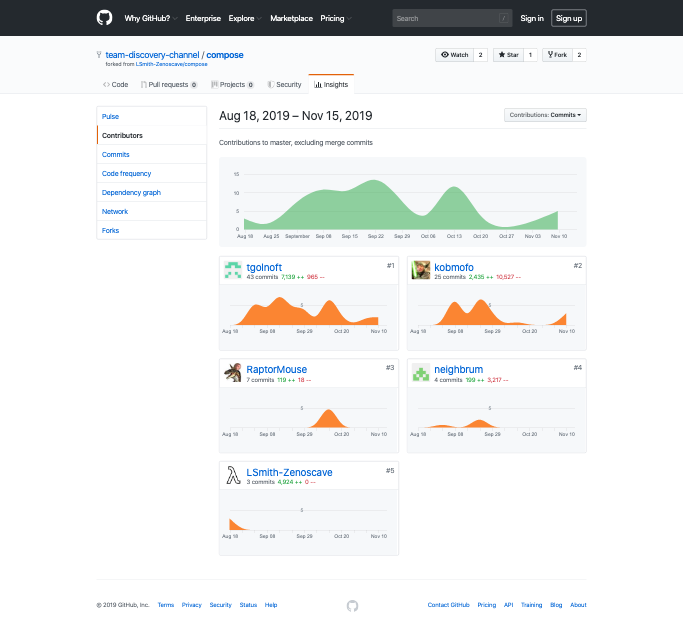 Why GitHub? Enterprise Explore Marketplace Pricing Search / Sign in Sign up
team-discovery-channel / compose Watch 2 Star 1 Fork 2
forked from LSmith-Zenoscave/compose
Code Pull requests 0 Projects 0 Security Insights
Pulse
Contributors
Commits
Code frequency
Dependency graph
Network
Forks
Aug 18, 2019 – Nov 15, 2019 Contributions: Commits
Contributions to master, excluding merge commits
15
10
5
0
Aug 18 Aug 25 September Sep 08 Sep 15 Sep 22 Sep 29 Oct 06 Oct 13 Oct 20 Oct 27 Nov 03 Nov 10
tgolnoft #1
43 commits 7,139 ++ 965 --
5
Aug 18 Sep 08 Sep 29 Oct 20 Nov 10
kobmofo #2
25 commits 2,435 ++ 10,527 --
5
Aug 18 Sep 08 Sep 29 Oct 20 Nov 10
RaptorMouse #3
7 commits 119 ++ 18 --
5
Aug 18 Sep 08 Sep 29 Oct 20 Nov 10
neighbrum #4
4 commits 199 ++ 3,217 --
5
Aug 18 Sep 08 Sep 29 Oct 20 Nov 10
LSmith-Zenoscave #5
3 commits 4,924 ++ 0 --
5
Aug 18 Sep 08 Sep 29 Oct 20 Nov 10
© 2019 GitHub, Inc. Terms Privacy Security Status Help Contact GitHub Pricing API Training Blog About